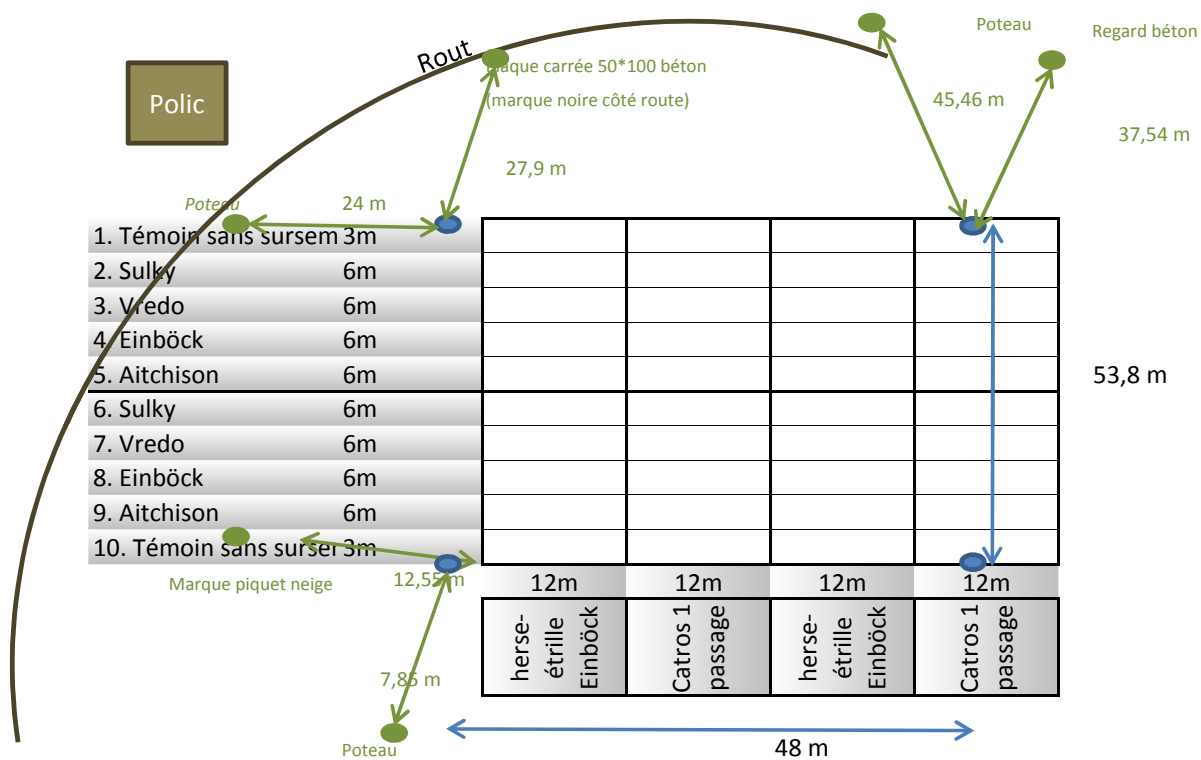 Rout
Poteau
Regard béton
Polic
aque carrée 50*100 béton
(marque noire côté route)
45,46 m
37,54 m
27,9 m
Poteau
24 m
1. Témoin sans sursem 3m
2. Sulky 6m
3. Vredo 6m
4. Einböck 6m
5. Aitchison 6m
53,8 m
6. Sulky 6m
7. Vredo 6m
8. Einböck 6m
9. Aitchison 6m
10. Témoin sans surser 3m
Marque piquet neige
12,55 m
12m
12m
12m
12m
herse-
étrille
Einböck
Catros 1
passage
herse-
étrille
Einböck
Catros 1
passage
7,85 m
Poteau
48 m